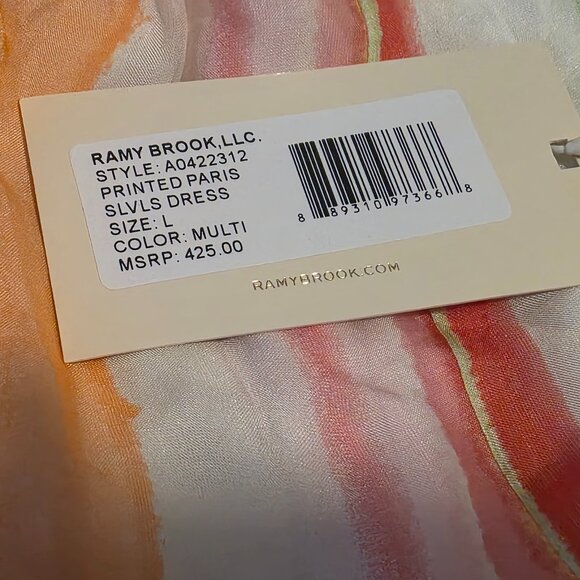 RAMY BROOK,LLC.
STYLE: A0422312
PRINTED PARIS
SLVLS DRESS
SIZE: L
COLOR: MULTI
MSRP: 425.00
8 89310 97366 8
RAMYBROOK.COM